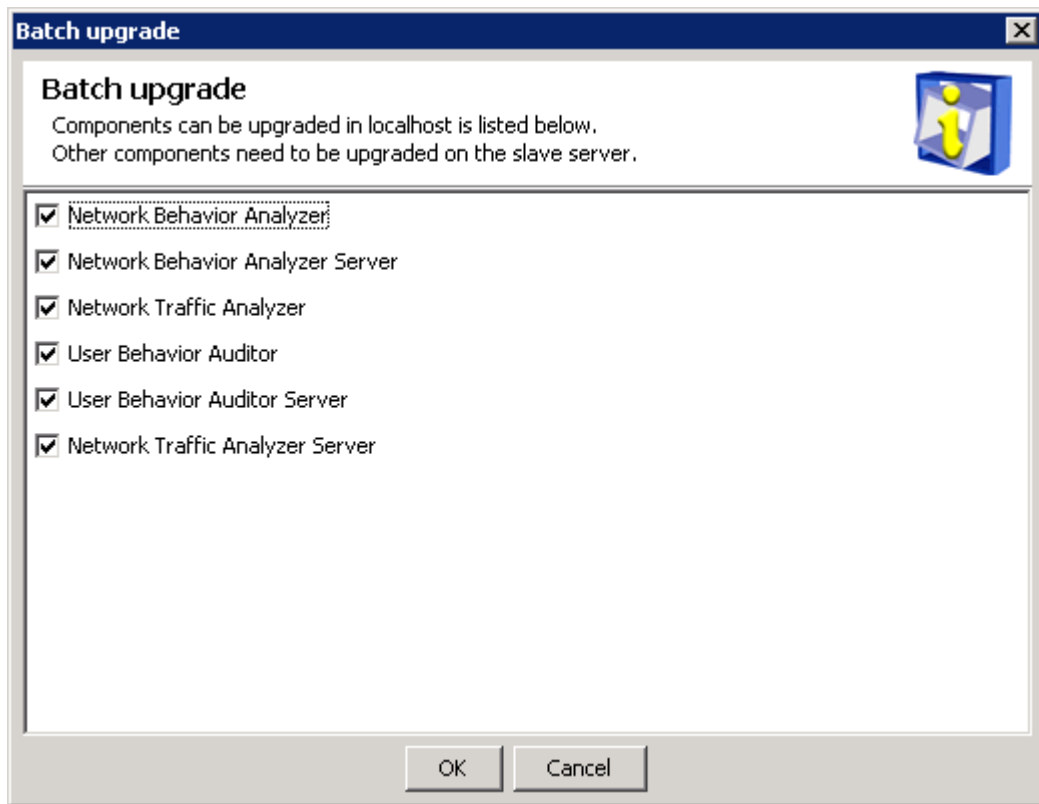 Batch upgrade
Batch upgrade
Components can be upgraded in localhost is listed below.
Other components need to be upgraded on the slave server.
Network Behavior Analyzer
Network Behavior Analyzer Server
Network Traffic Analyzer
User Behavior Auditor
User Behavior Auditor Server
Network Traffic Analyzer Server
OK
Cancel